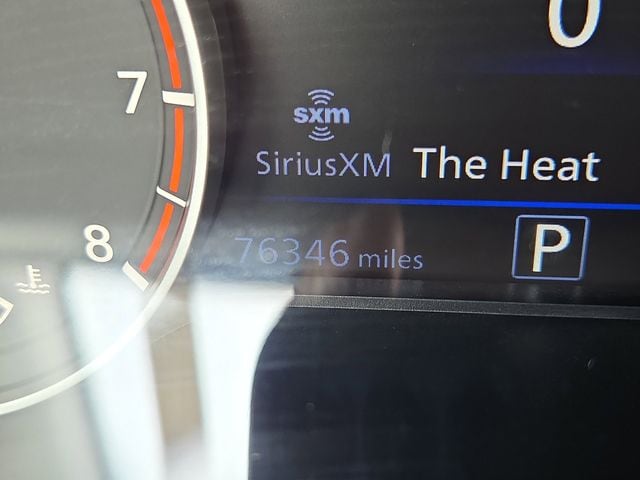 0
7
sxm
SiriusXM The Heat
8
76346 miles P